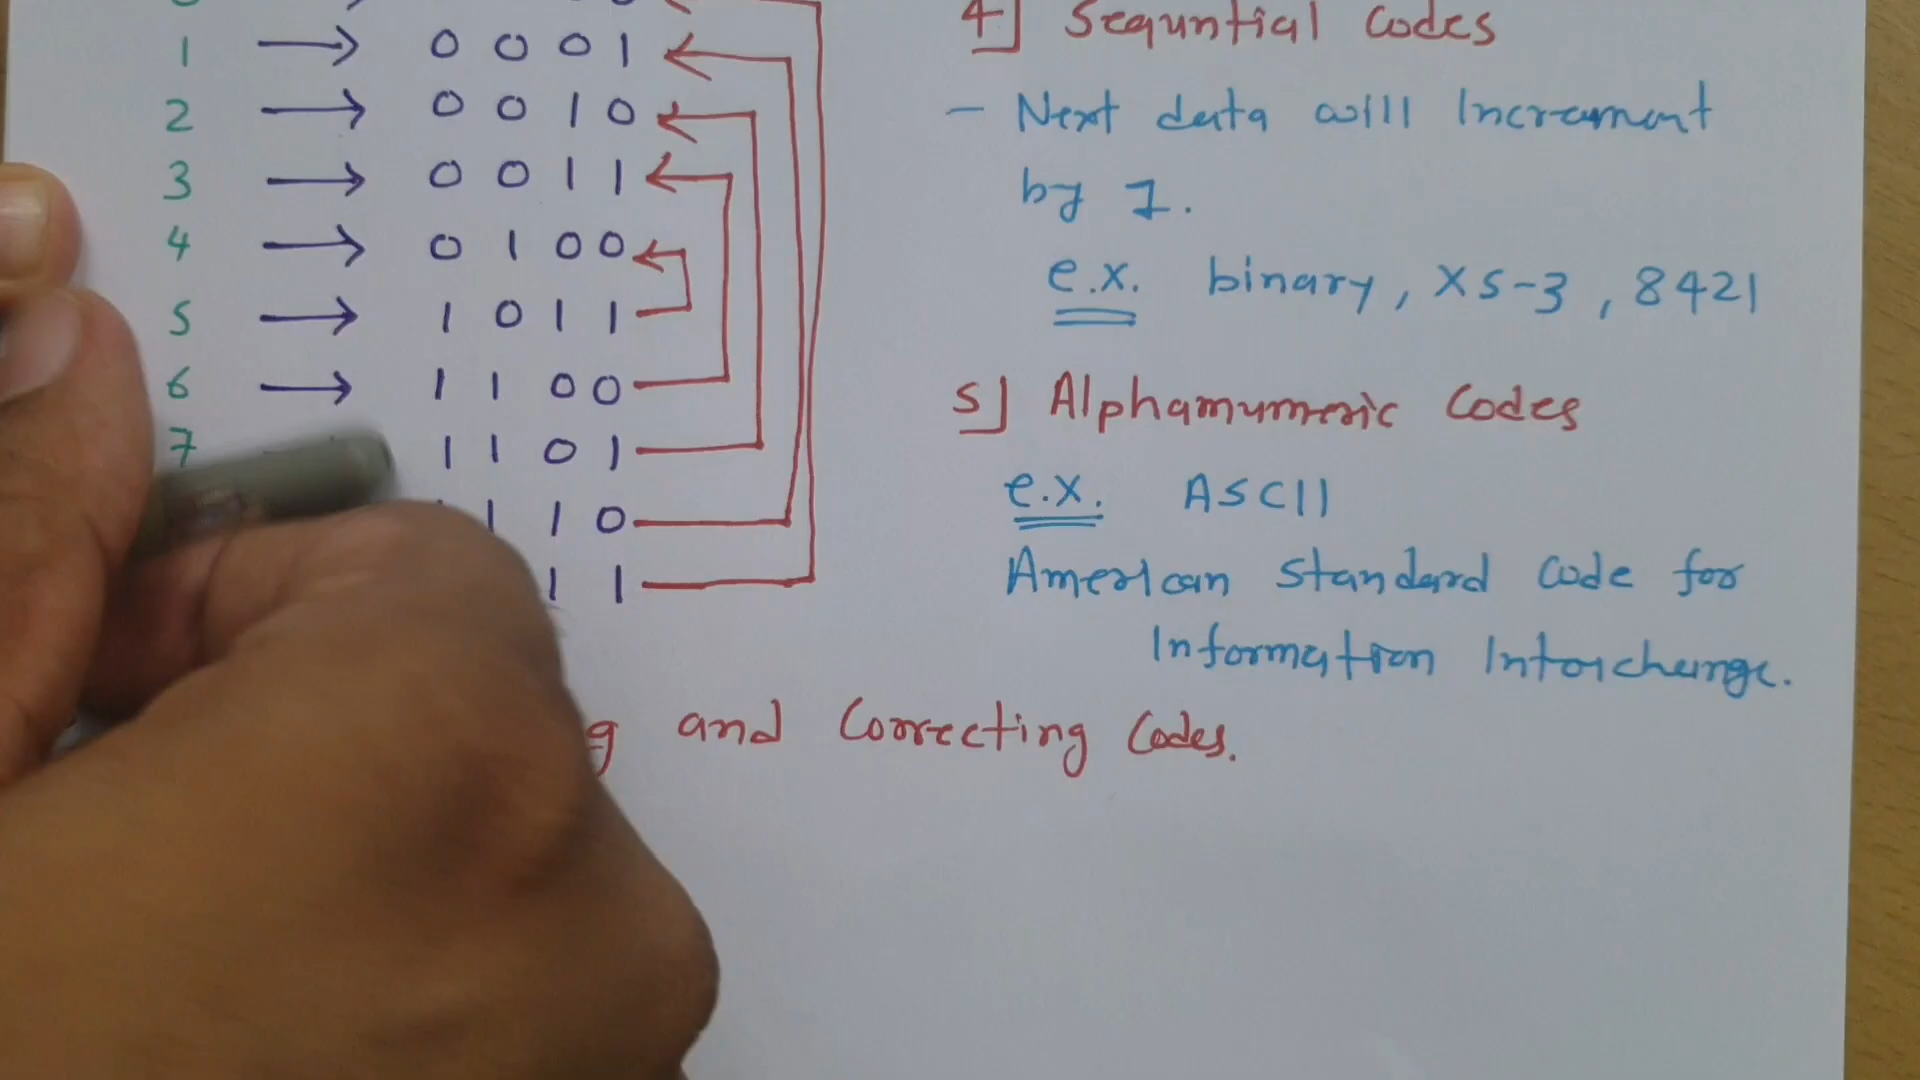 1 → 0 0 0 1
2 → 0 0 1 0
3 → 0 0 1 1
4 → 0 1 0 0
5 → 1 0 1 1
6 → 1 1 0 0
7 1 1 0 1
1 1 0
1 1
4] Sequntial Codes
- Next data will Increment
by 1.
e.x. binary, XS-3, 8421
5] Alphanumeric Codes
e.x. ASCII
American Standard Code for
Information Interchange.
g and Correcting Codes.